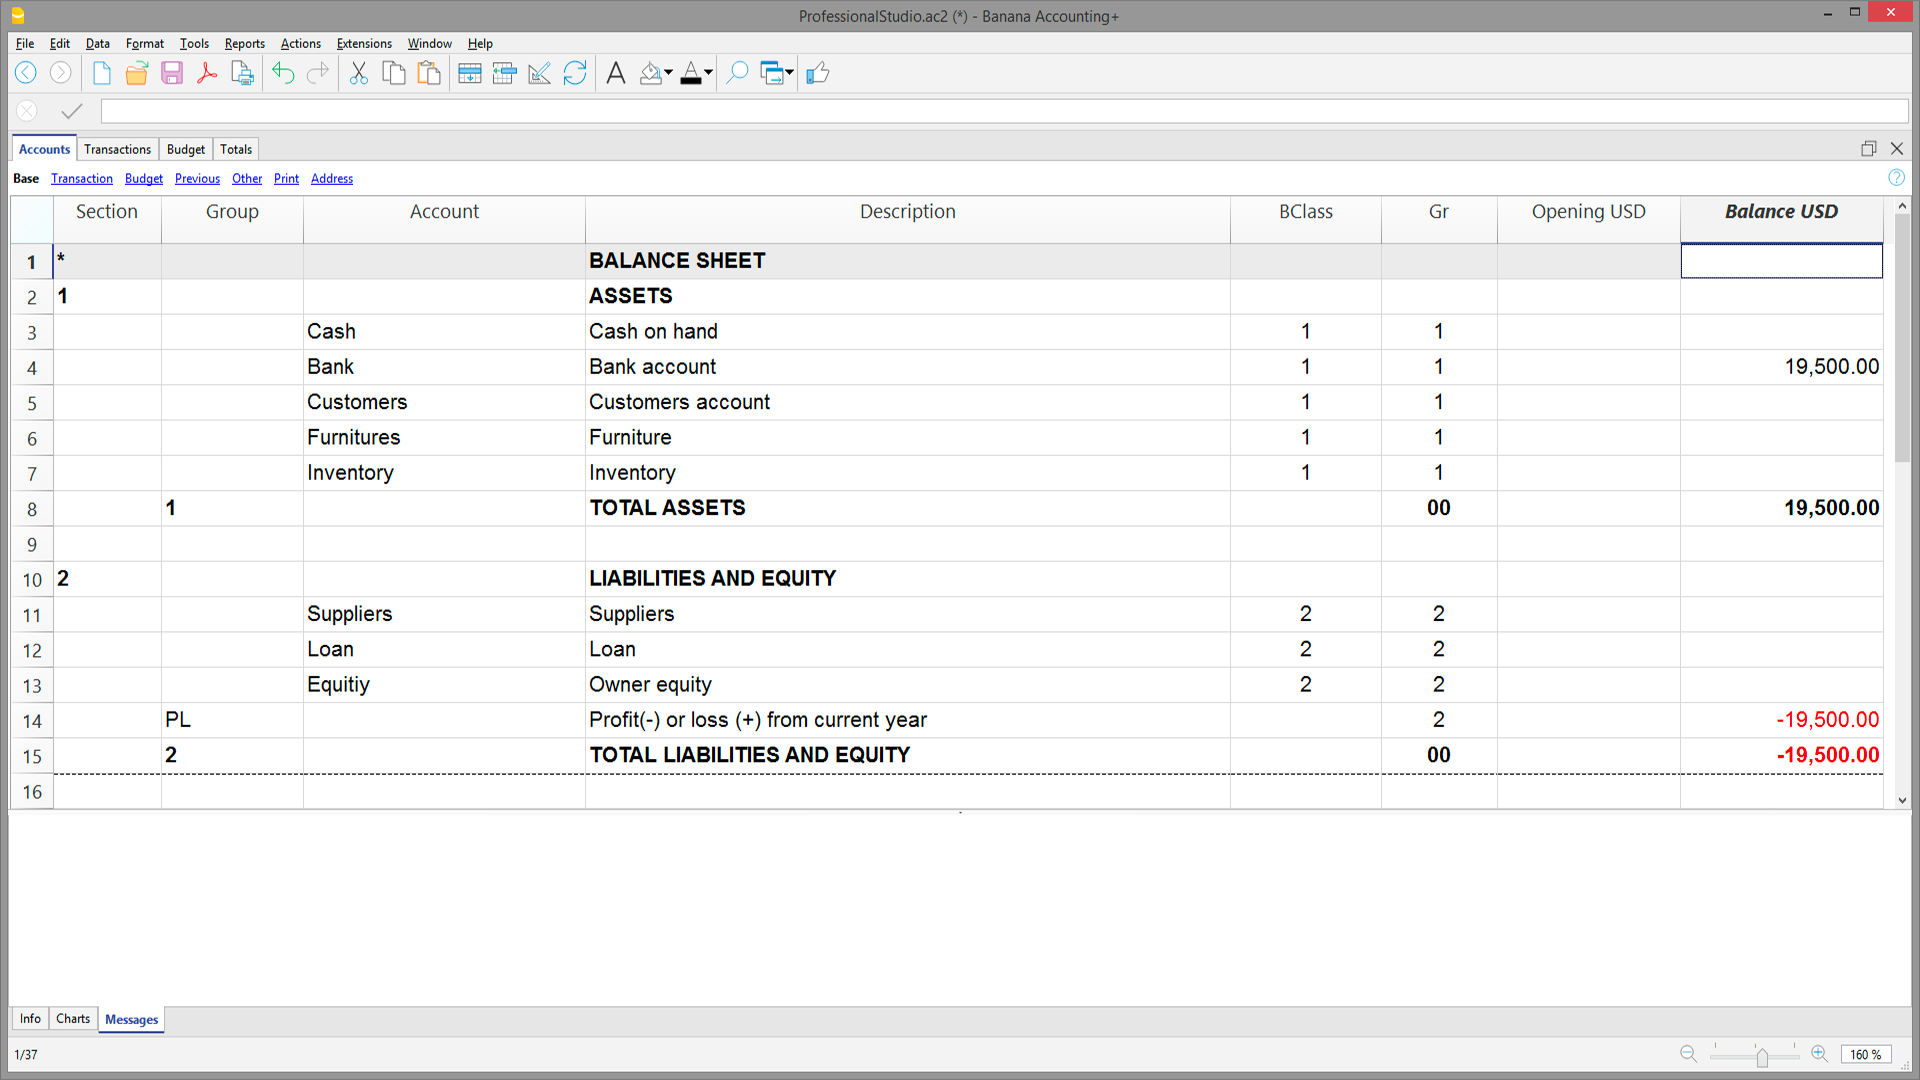 ProfessionalStudio.ac2 (*) - Banana Accounting+
File Edit Data Format Tools Reports Actions Extensions Window Help
Accounts Transactions Budget Totals
Base Transaction Budget Previous Other Print Address
Section Group Account Description BClass Gr Opening USD Balance USD
1 * BALANCE SHEET
2 1 ASSETS
3 Cash Cash on hand 1 1
4 Bank Bank account 1 1 19,500.00
5 Customers Customers account 1 1
6 Furnitures Furniture 1 1
7 Inventory Inventory 1 1
8 1 TOTAL ASSETS 00 19,500.00
9
10 2 LIABILITIES AND EQUITY
11 Suppliers Suppliers 2 2
12 Loan Loan 2 2
13 Equitiy Owner equity 2 2
14 PL Profit(-) or loss (+) from current year 2 -19,500.00
15 2 TOTAL LIABILITIES AND EQUITY 00 -19,500.00
16
Info Charts Messages
1/37 160 %